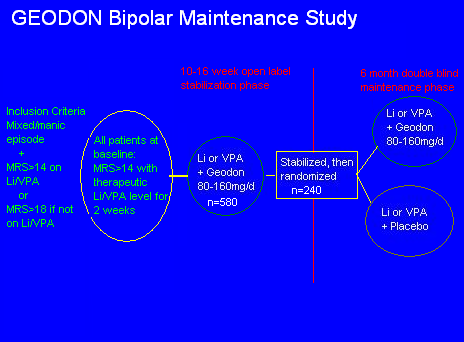 GEODON Bipolar Maintenance Study
10-16 week open label
stabilization phase
6 month double blind
maintenance phase
Inclusion Criteria
Mixed/manic
episode
+
MRS>14 on
Li/VPA
or
MRS>18 if not
on Li/VPA
All patients at
baseline:
MRS>14 with
therapeutic
Li/VPA level for
2 weeks
Li or VPA
+ Geodon
80-160mg/d
n=580
Stabilized, then
randomized
n=240
Li or VPA
+ Geodon
80-160mg/d
Li or VPA
+ Placebo